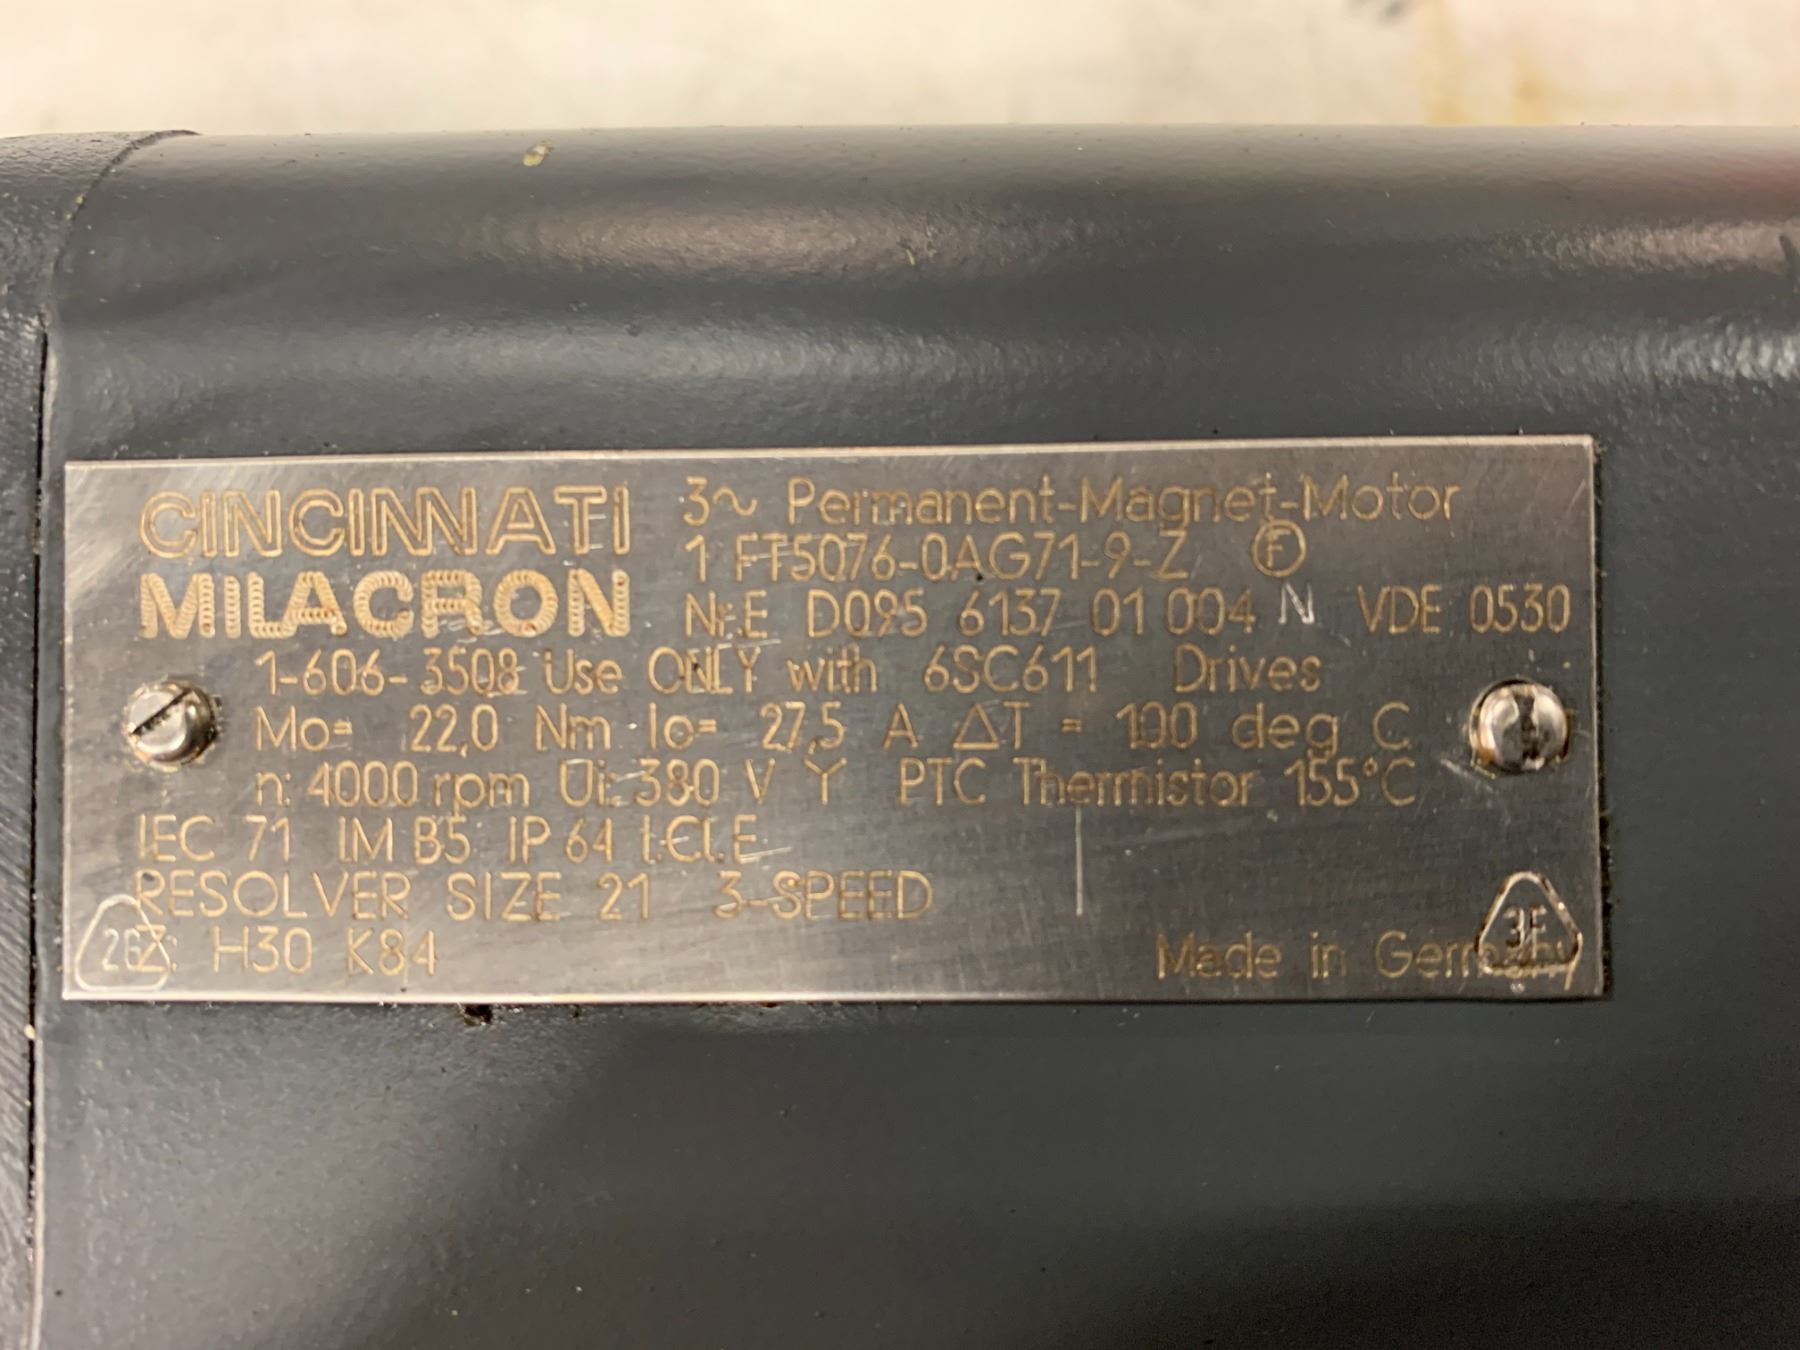 CINCINNATI
MILACRON
3~ Permanent-Magnet-Motor
1 FT5076-0AG71-9-Z F
Nr.E D095 6137 01 004 N VDE 0530
1-606-3508 Use ONLY with 6SC611 Drives
Mo= 22,0 Nm Io= 27,5 A ΔT = 100 deg C
n: 4000 rpm Ui: 380 V Y PTC Thermistor 155°C
IEC 71 IM B5 IP 64 I.CI.F
RESOLVER SIZE 21 3-SPEED
Z: H30 K84
Made in Germany
3F